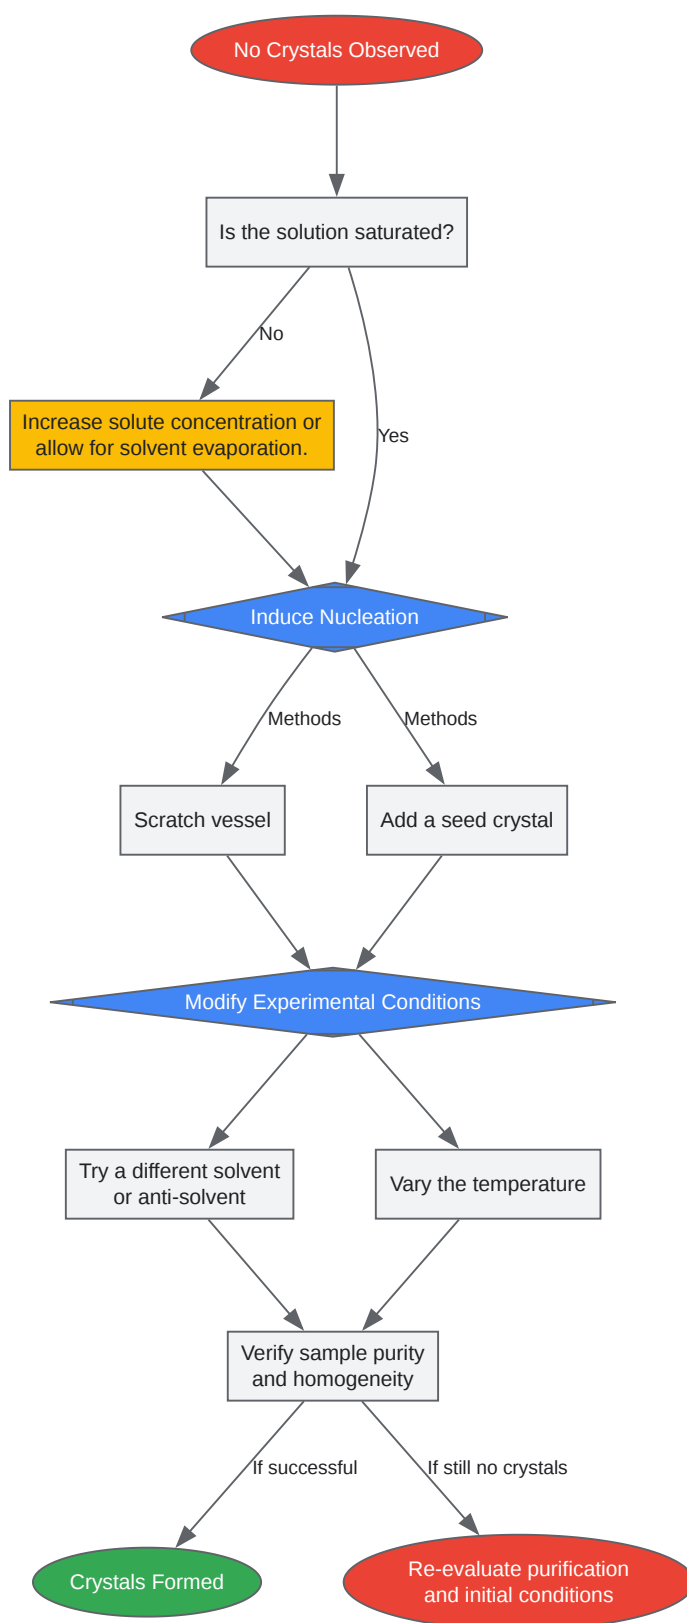 No Crystals Observed
Is the solution saturated?
No
Increase solute concentration or
allow for solvent evaporation.
Yes
Induce Nucleation
Methods
Methods
Scratch vessel
Add a seed crystal
Modify Experimental Conditions
Try a different solvent
or anti-solvent
Vary the temperature
Verify sample purity
and homogeneity
If successful
If still no crystals
Crystals Formed
Re-evaluate purification
and initial conditions